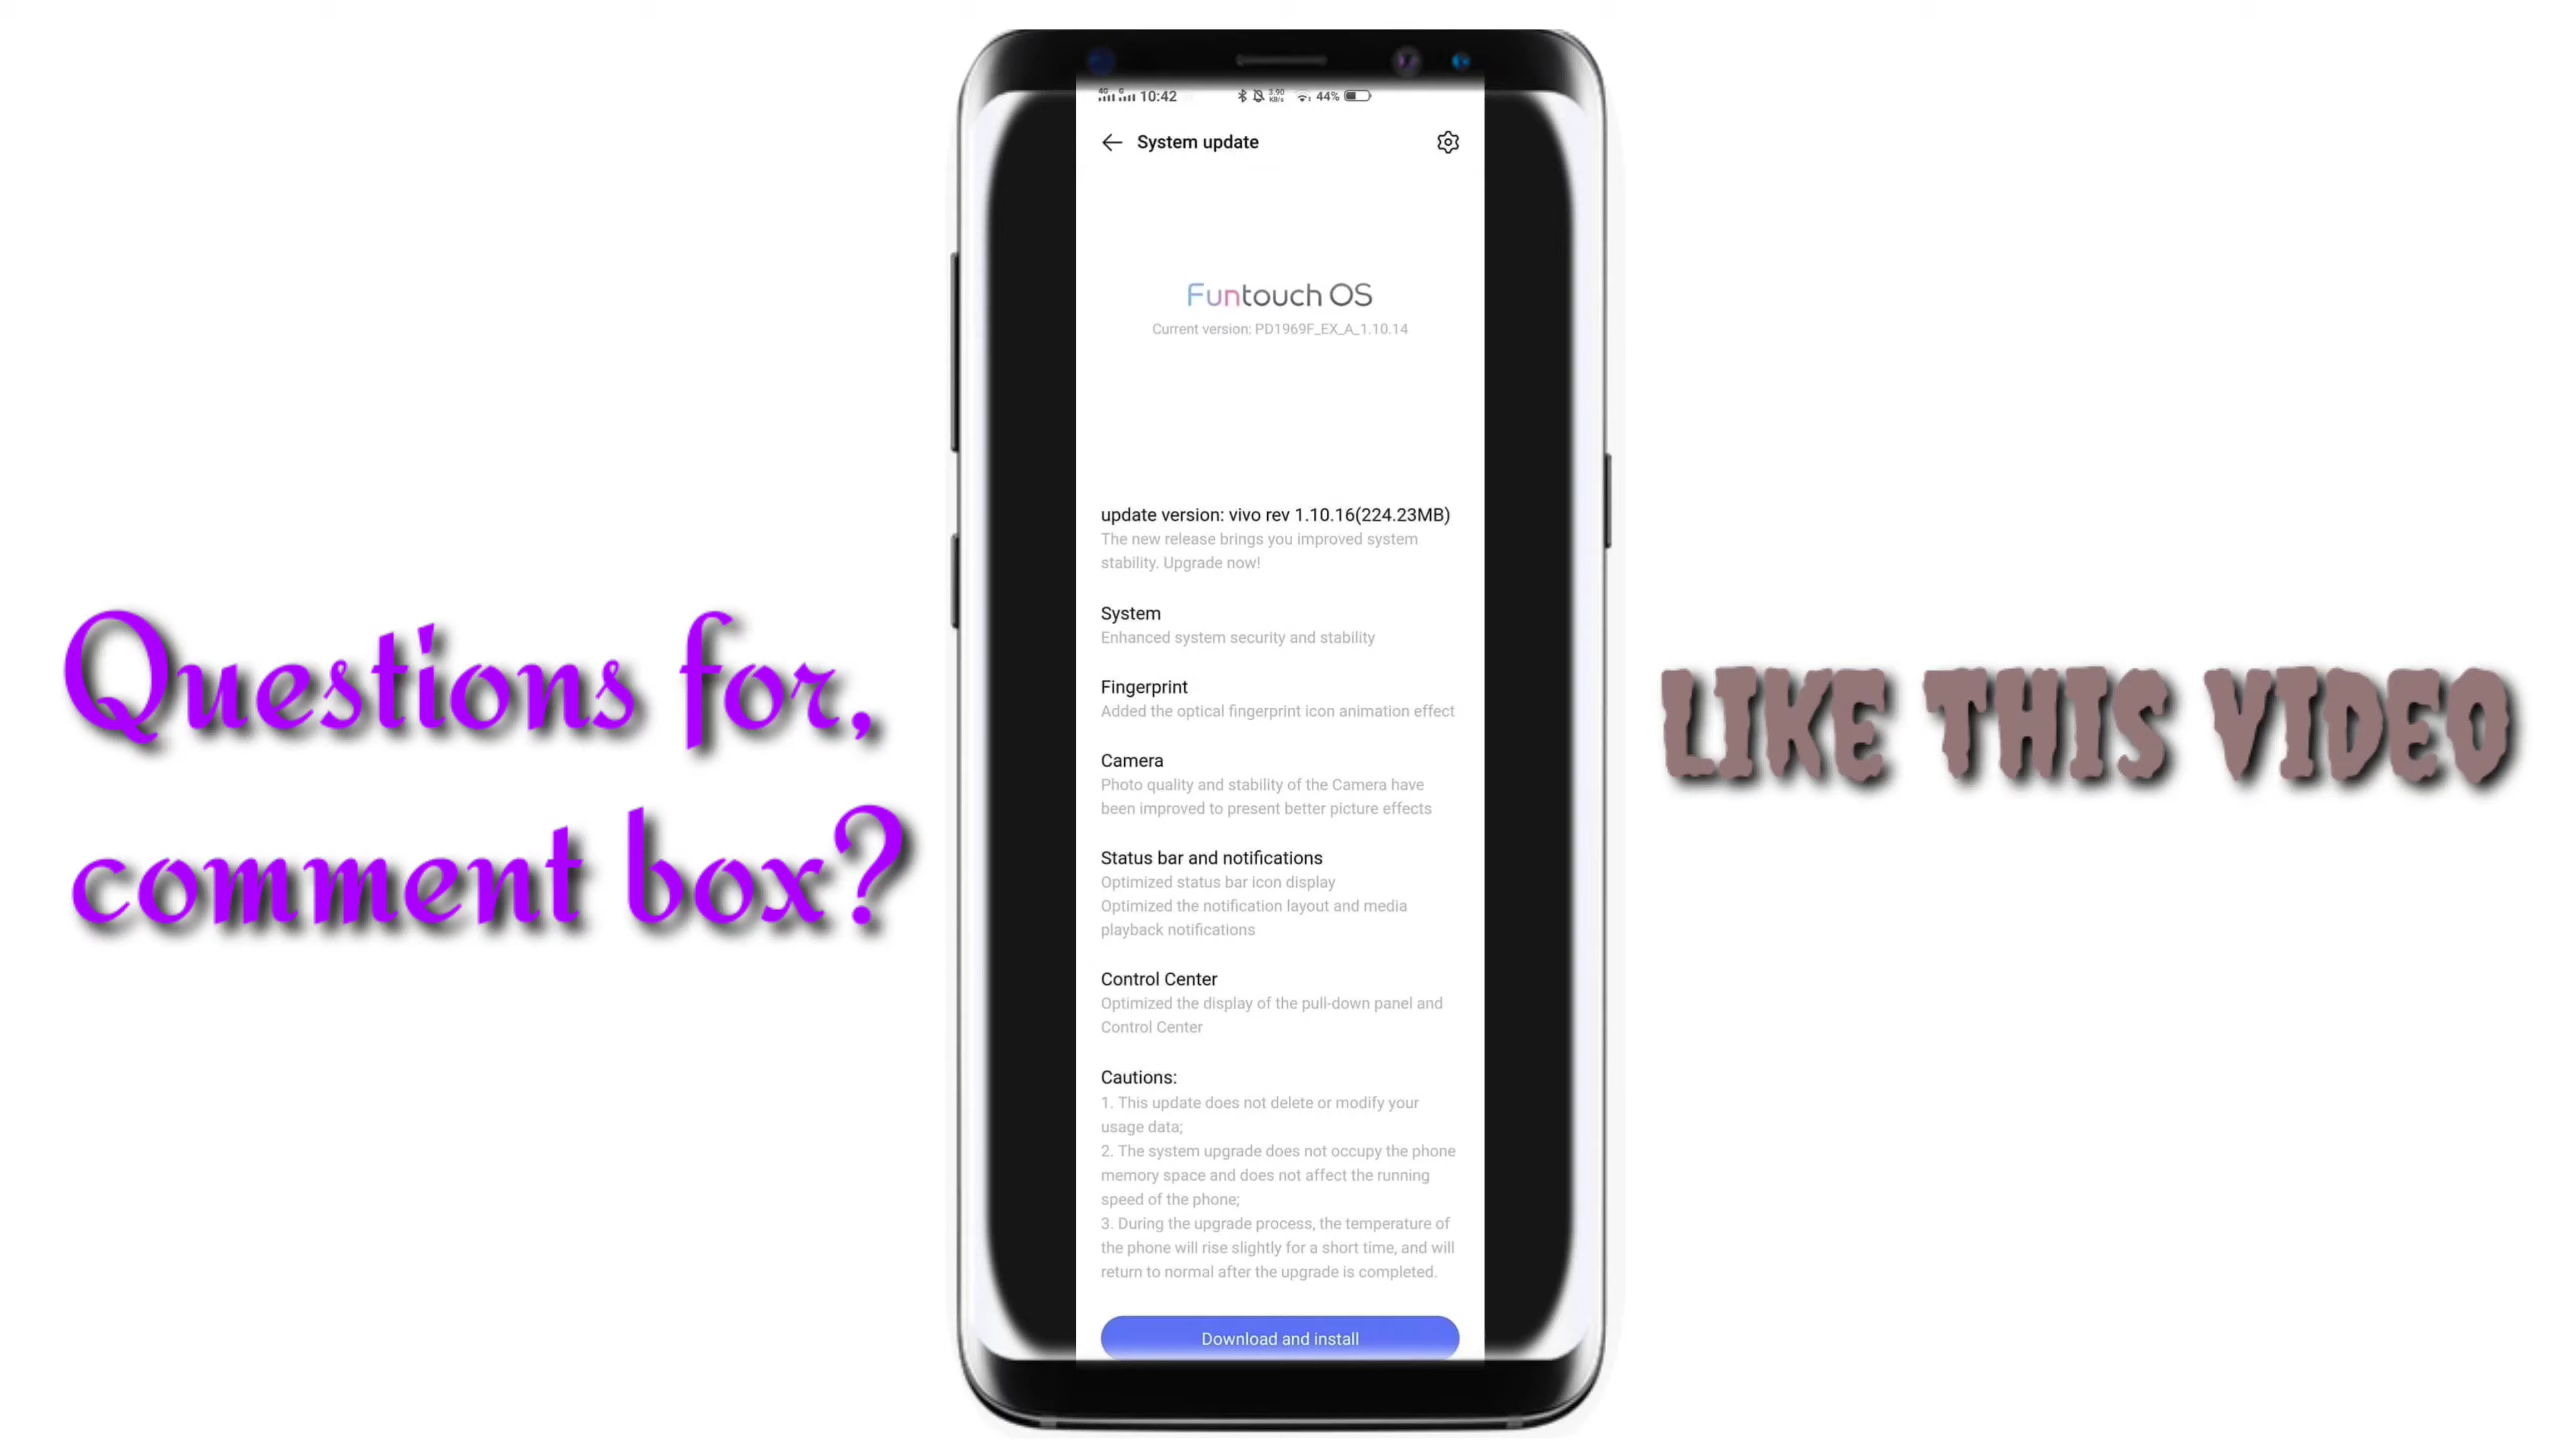 4G G 10:42 3.90 KB/s 44%
System update
Funtouch OS
Current version: PD1969F_EX_A_1.10.14
update version: vivo rev 1.10.16(224.23MB)
The new release brings you improved system
stability. Upgrade now!
System
Enhanced system security and stability
Fingerprint
Added the optical fingerprint icon animation effect
Camera
Photo quality and stability of the Camera have
been improved to present better picture effects
Status bar and notifications
Optimized status bar icon display
Optimized the notification layout and media
playback notifications
Control Center
Optimized the display of the pull-down panel and
Control Center
Cautions:
1. This update does not delete or modify your
usage data;
2. The system upgrade does not occupy the phone
memory space and does not affect the running
speed of the phone;
3. During the upgrade process, the temperature of
the phone will rise slightly for a short time, and will
return to normal after the upgrade is completed.
Download and install
Questions for,
comment box?
LIKE THIS VIDEO